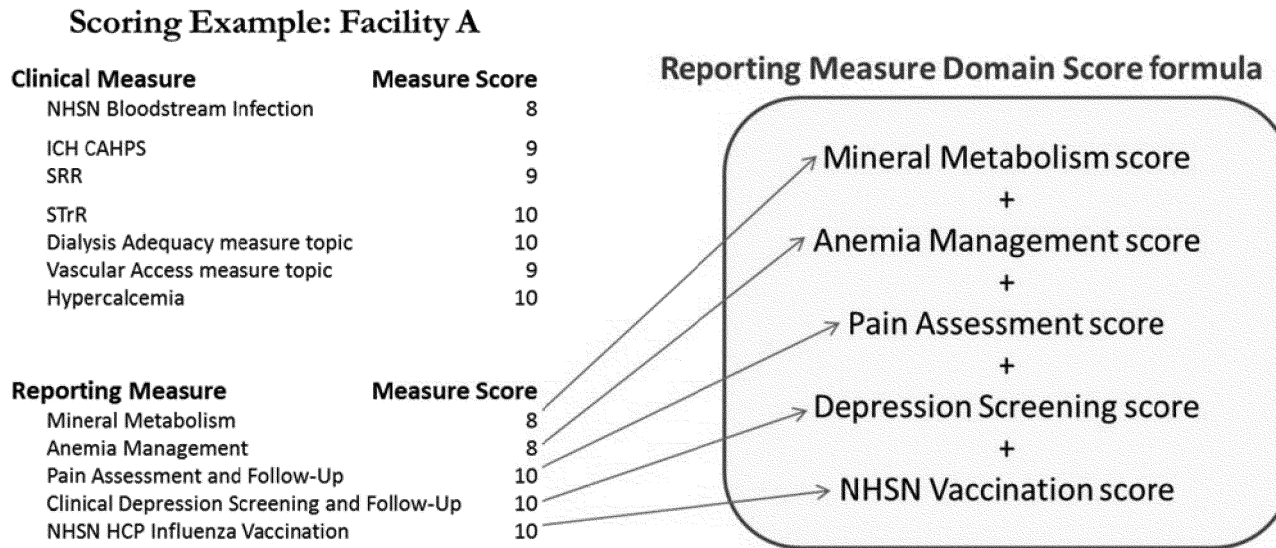 Scoring Example: Facility A
Clinical Measure Measure Score
NHSN Bloodstream Infection 8
ICH CAHPS 9
SRR 9
STrR 10
Dialysis Adequacy measure topic 10
Vascular Access measure topic 9
Hypercalcemia 10
Reporting Measure Measure Score
Mineral Metabolism 8
Anemia Management 8
Pain Assessment and Follow-Up 10
Clinical Depression Screening and Follow-Up 10
NHSN HCP Influenza Vaccination 10
Reporting Measure Domain Score formula
Mineral Metabolism score
+
Anemia Management score
+
Pain Assessment score
+
Depression Screening score
+
NHSN Vaccination score